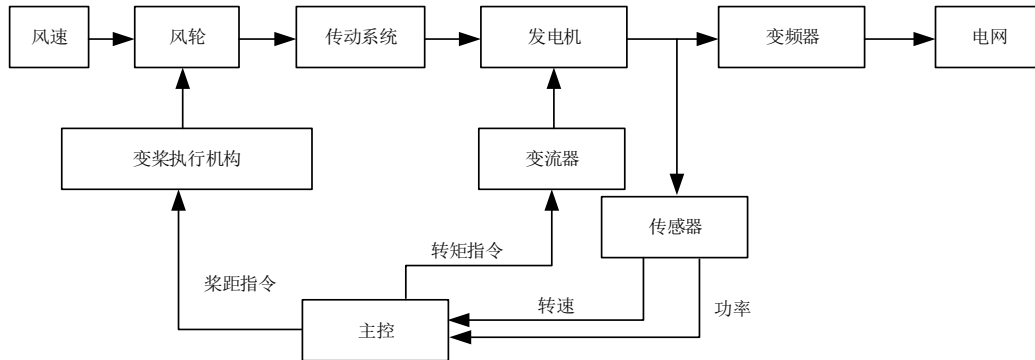 风速
风轮
传动系统
发电机
变频器
电网
变桨执行机构
变流器
传感器
转矩指令
桨距指令
转速
功率
主控